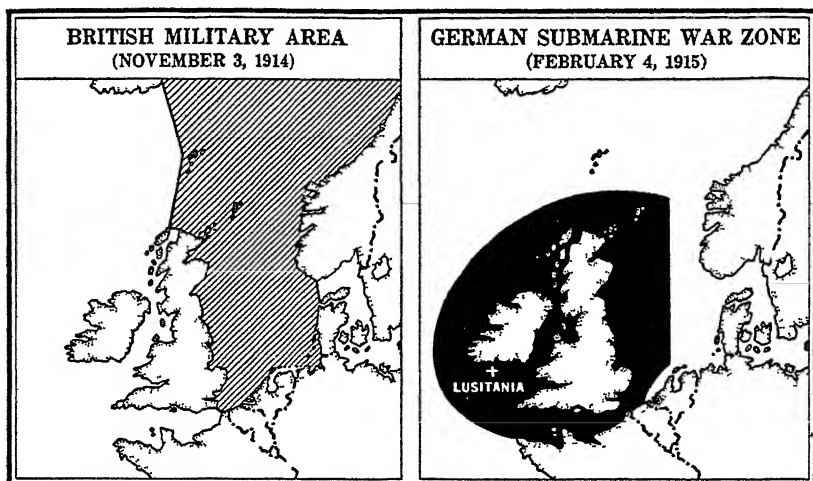 BRITISH MILITARY AREA
(NOVEMBER 3, 1914)
GERMAN SUBMARINE WAR ZONE
(FEBRUARY 4, 1915)
LUSITANIA